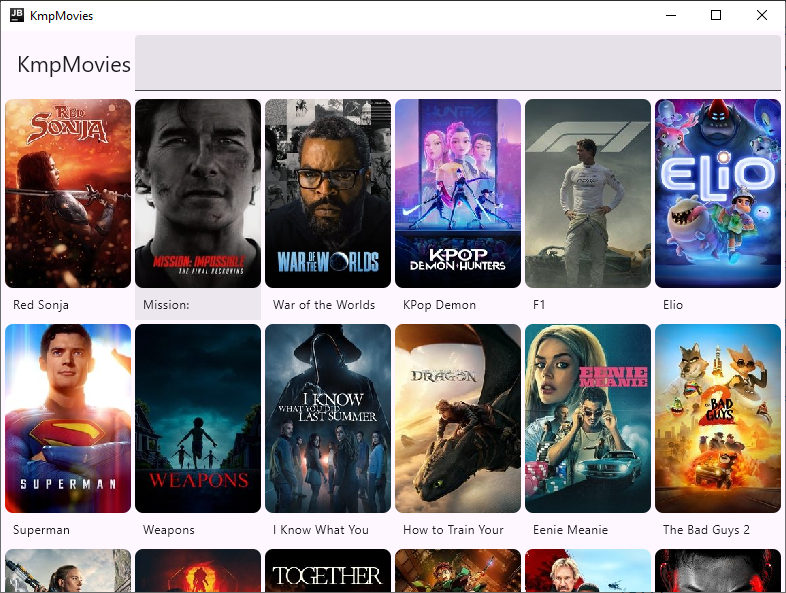 JB KmpMovies
KmpMovies
RED SONJA
MISSION: IMPOSSIBLE
THE FINAL RECKONING
WAR OF THE WORLDS
KPOP DEMON HUNTERS
F1
ELIO
Red Sonja
Mission:
War of the Worlds
KPop Demon
F1
Elio
SUPERMAN
WEAPONS
I KNOW
WHAT YOU DID
LAST SUMMER
DRAGON
EENIE
MEANIE
THE BAD
GUYS
2
Superman
Weapons
I Know What You
How to Train Your
Eenie Meanie
The Bad Guys 2
TOGETHER